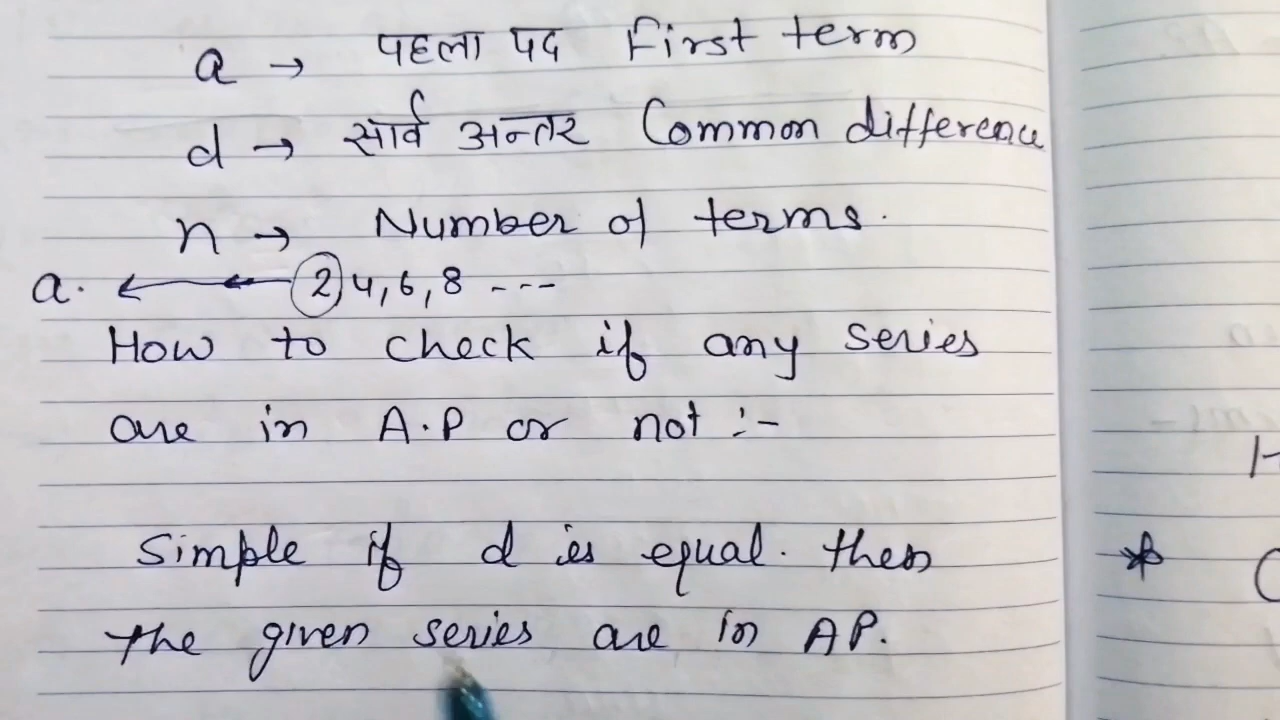 a → पहला पद First term
d → सार्व अन्तर Common difference
n → Number of terms.
a. ← 2 4, 6, 8 ---
How to check if any series
are in A.P or not :-
Simple if d is equal. then
the given series are in AP.
*